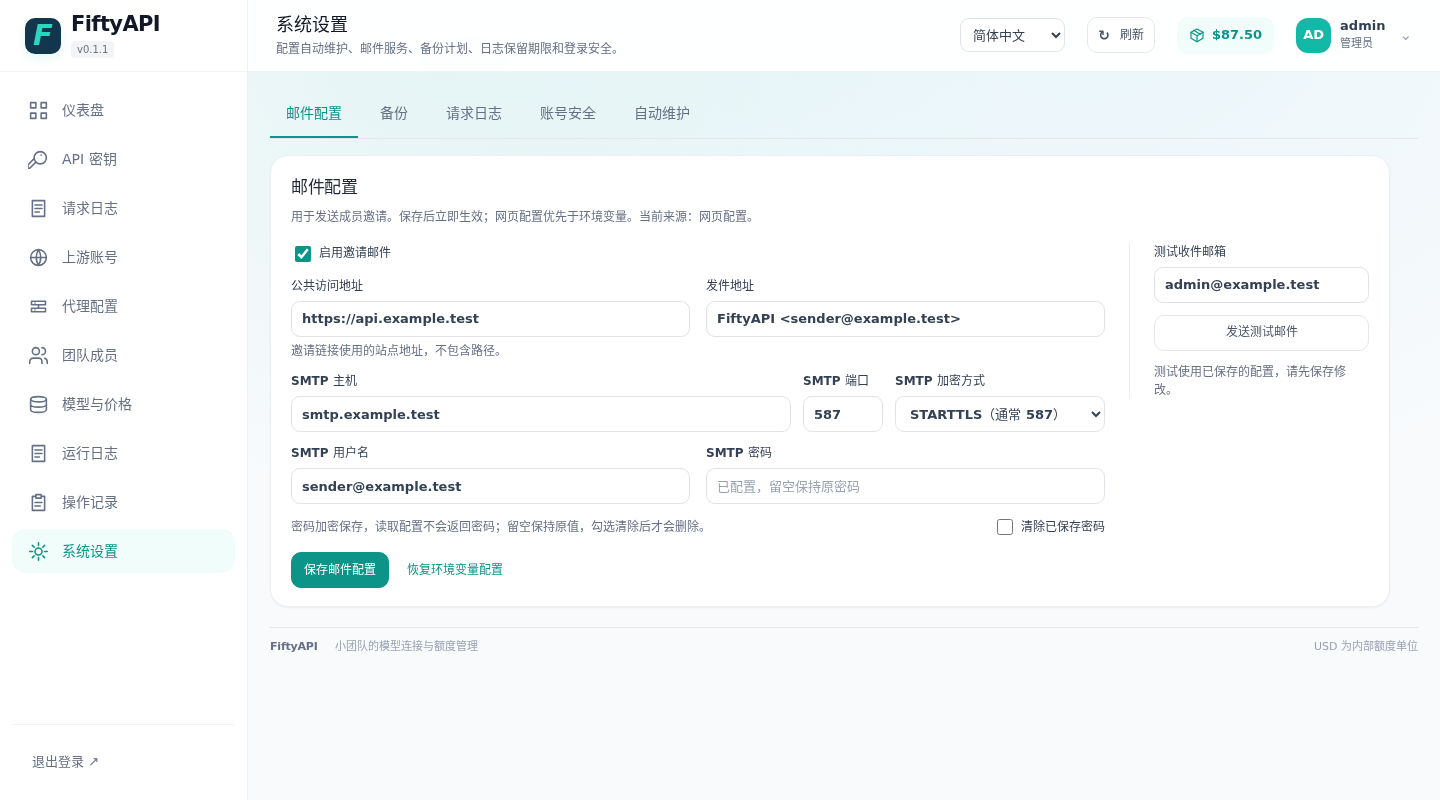 FiftyAPI
v0.1.1
系统设置
配置自动维护、邮件服务、备份计划、日志保留期限和登录安全。
简体中文
↻ 刷新
$87.50
AD
admin
管理员
仪表盘
API 密钥
请求日志
上游账号
代理配置
团队成员
模型与价格
运行日志
操作记录
系统设置
退出登录 ↗
邮件配置 备份 请求日志 账号安全 自动维护
邮件配置
用于发送成员邀请。保存后立即生效；网页配置优先于环境变量。当前来源：网页配置。
启用邀请邮件
公共访问地址 发件地址
https://api.example.test FiftyAPI <sender@example.test>
邀请链接使用的站点地址，不包含路径。
SMTP 主机 SMTP 端口 SMTP 加密方式
smtp.example.test 587 STARTTLS（通常 587）
SMTP 用户名 SMTP 密码
sender@example.test 已配置，留空保持原密码
密码加密保存，读取配置不会返回密码；留空保持原值，勾选清除后才会删除。 清除已保存密码
保存邮件配置 恢复环境变量配置
测试收件邮箱
admin@example.test
发送测试邮件
测试使用已保存的配置，请先保存修
改。
FiftyAPI 小团队的模型连接与额度管理 USD 为内部额度单位